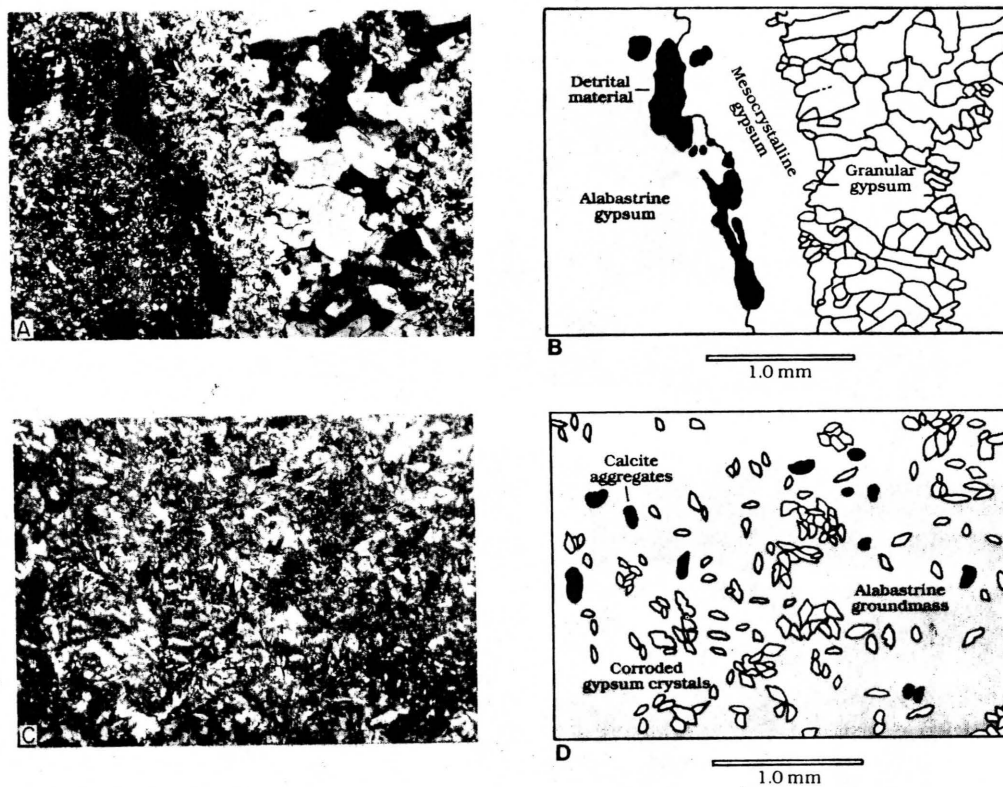 A
Detrital
material
Mesocrystalline
gypsum
Alabastrine
gypsum
Granular
gypsum
B
1.0 mm
C
Calcite
aggregates
Alabastrine
groundmass
Corroded
gypsum crystals
D
1.0 mm